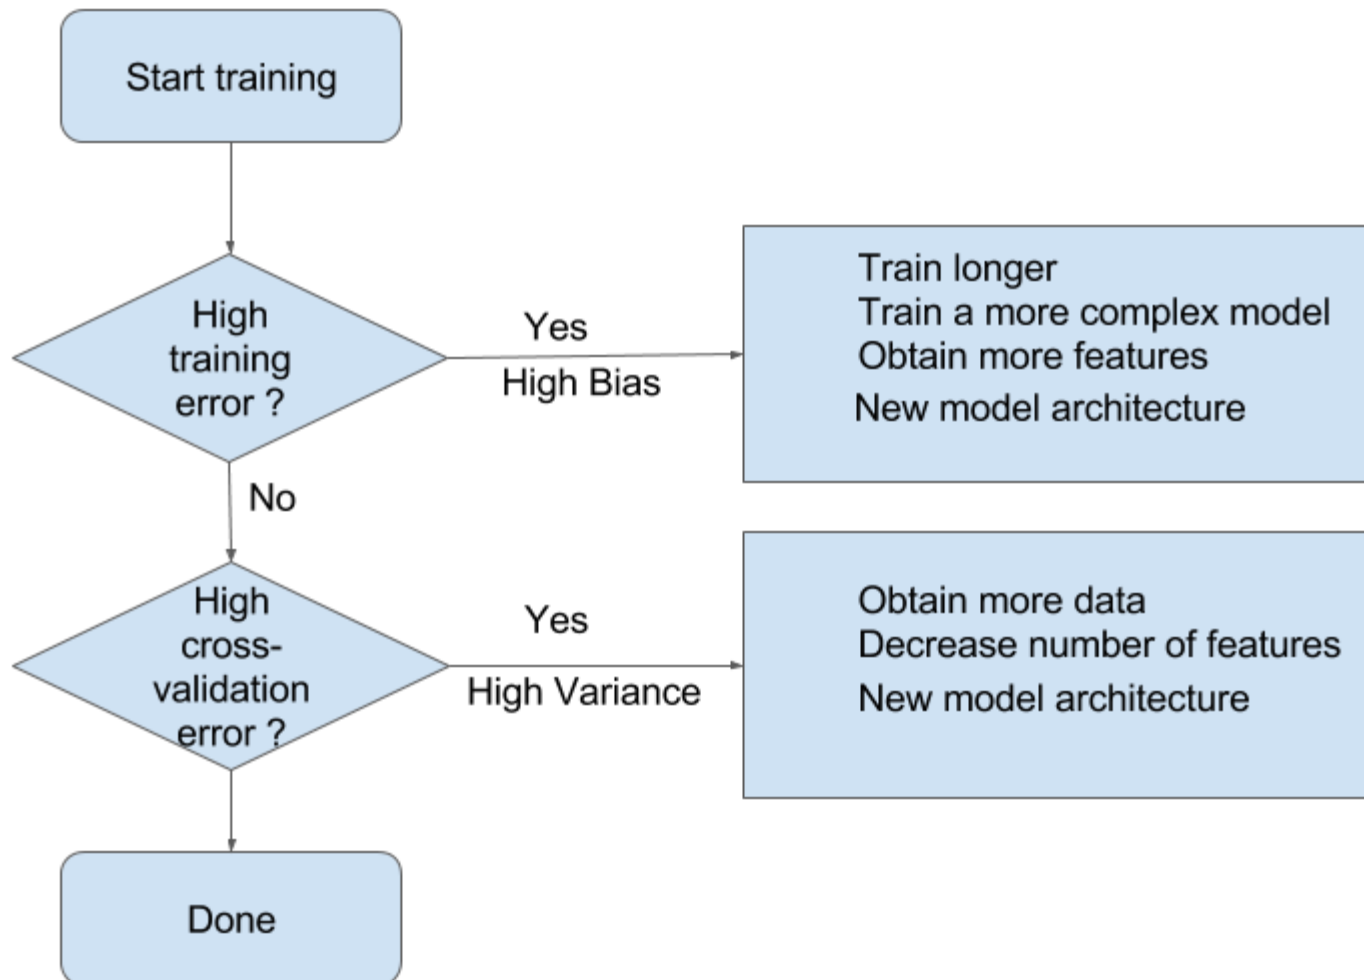 Start training
High
training
error ?
Yes
High Bias
Train longer
Train a more complex model
Obtain more features
New model architecture
No
High
cross-
validation
error ?
Yes
High Variance
Obtain more data
Decrease number of features
New model architecture
Done